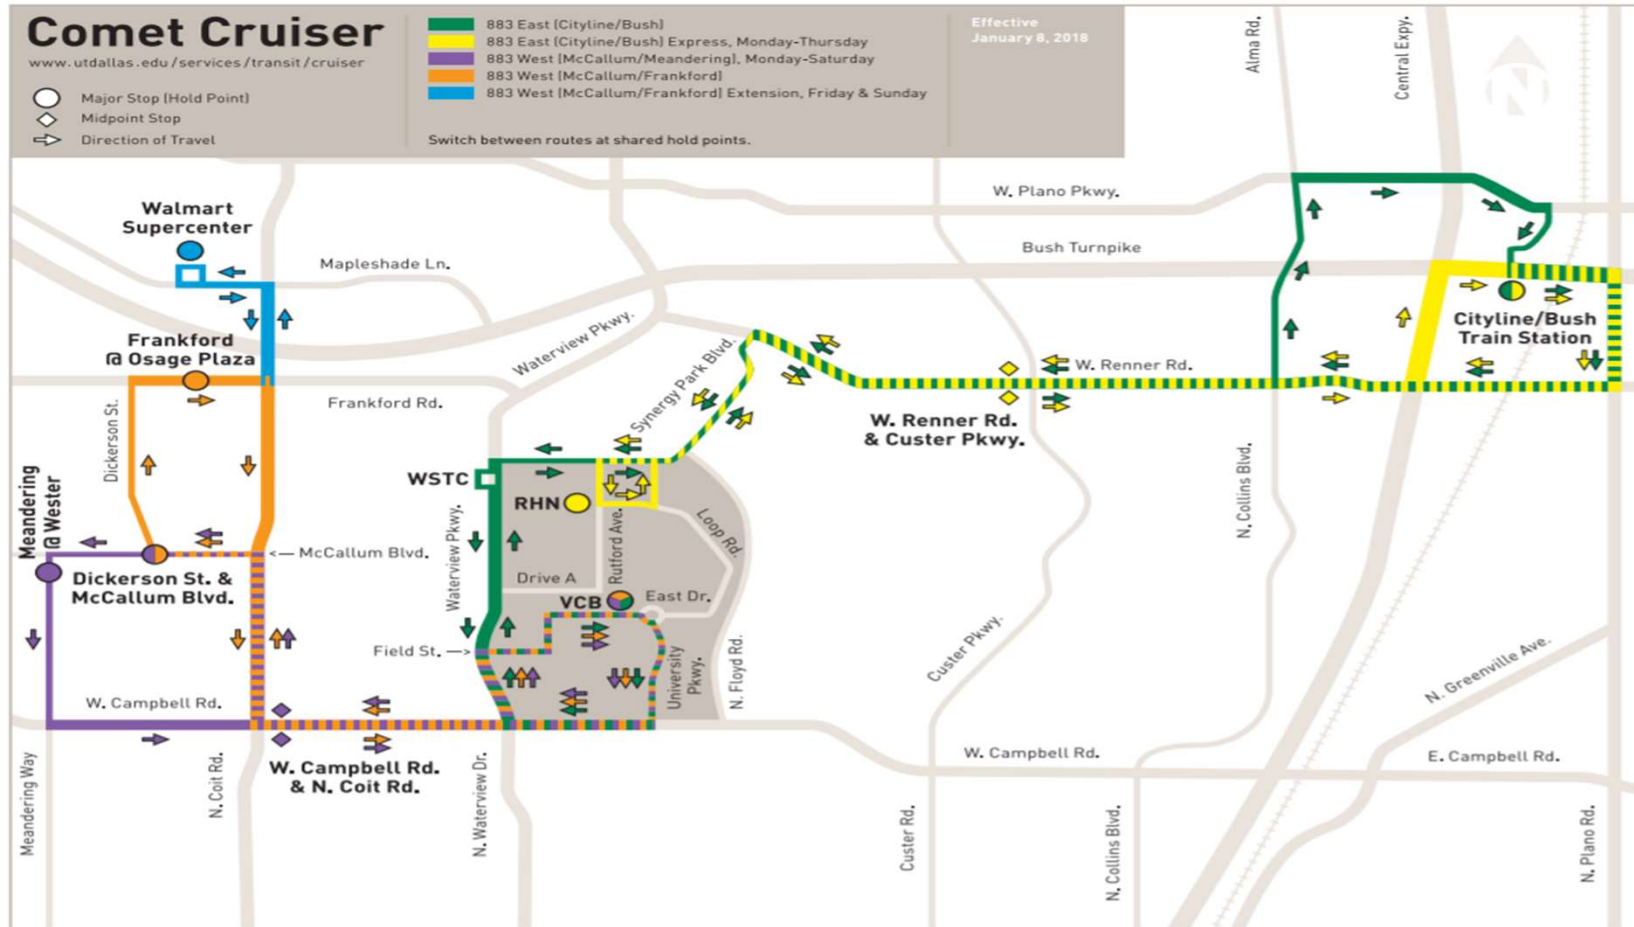 Comet Cruiser
www.utdallas.edu/services/transit/cruiser
Major Stop (Hold Point)
Midpoint Stop
Direction of Travel
883 East (Cityline/Bush)
883 East (Cityline/Bush) Express, Monday-Thursday
883 West (McCallum/Meandering), Monday-Saturday
883 West (McCallum/Frankford)
883 West (McCallum/Frankford) Extension, Friday & Sunday
Switch between routes at shared hold points.
Effective
January 8, 2018
N
Alma Rd.
Central Expy.
W. Plano Pkwy.
Bush Turnpike
Walmart
Supercenter
Mapleshade Ln.
Waterview Pkwy.
Frankford
@ Osage Plaza
Frankford Rd.
Dickerson St.
Synergy Park Blvd.
W. Renner Rd.
W. Renner Rd.
& Custer Pkwy.
Cityline/Bush
Train Station
Meandering
@ Wester
WSTC
RHN
Waterview Pkwy.
Rutford Ave.
Loop Rd.
N. Collins Blvd.
McCallum Blvd.
Dickerson St. &
McCallum Blvd.
Drive A
VCB
East Dr.
Field St.
University
Pkwy.
N. Floyd Rd.
Custer Pkwy.
N. Greenville Ave.
W. Campbell Rd.
W. Campbell Rd.
& N. Coit Rd.
W. Campbell Rd.
E. Campbell Rd.
Meandering Way
N. Coit Rd.
N. Waterview Dr.
Custer Rd.
N. Collins Blvd.
N. Plano Rd.